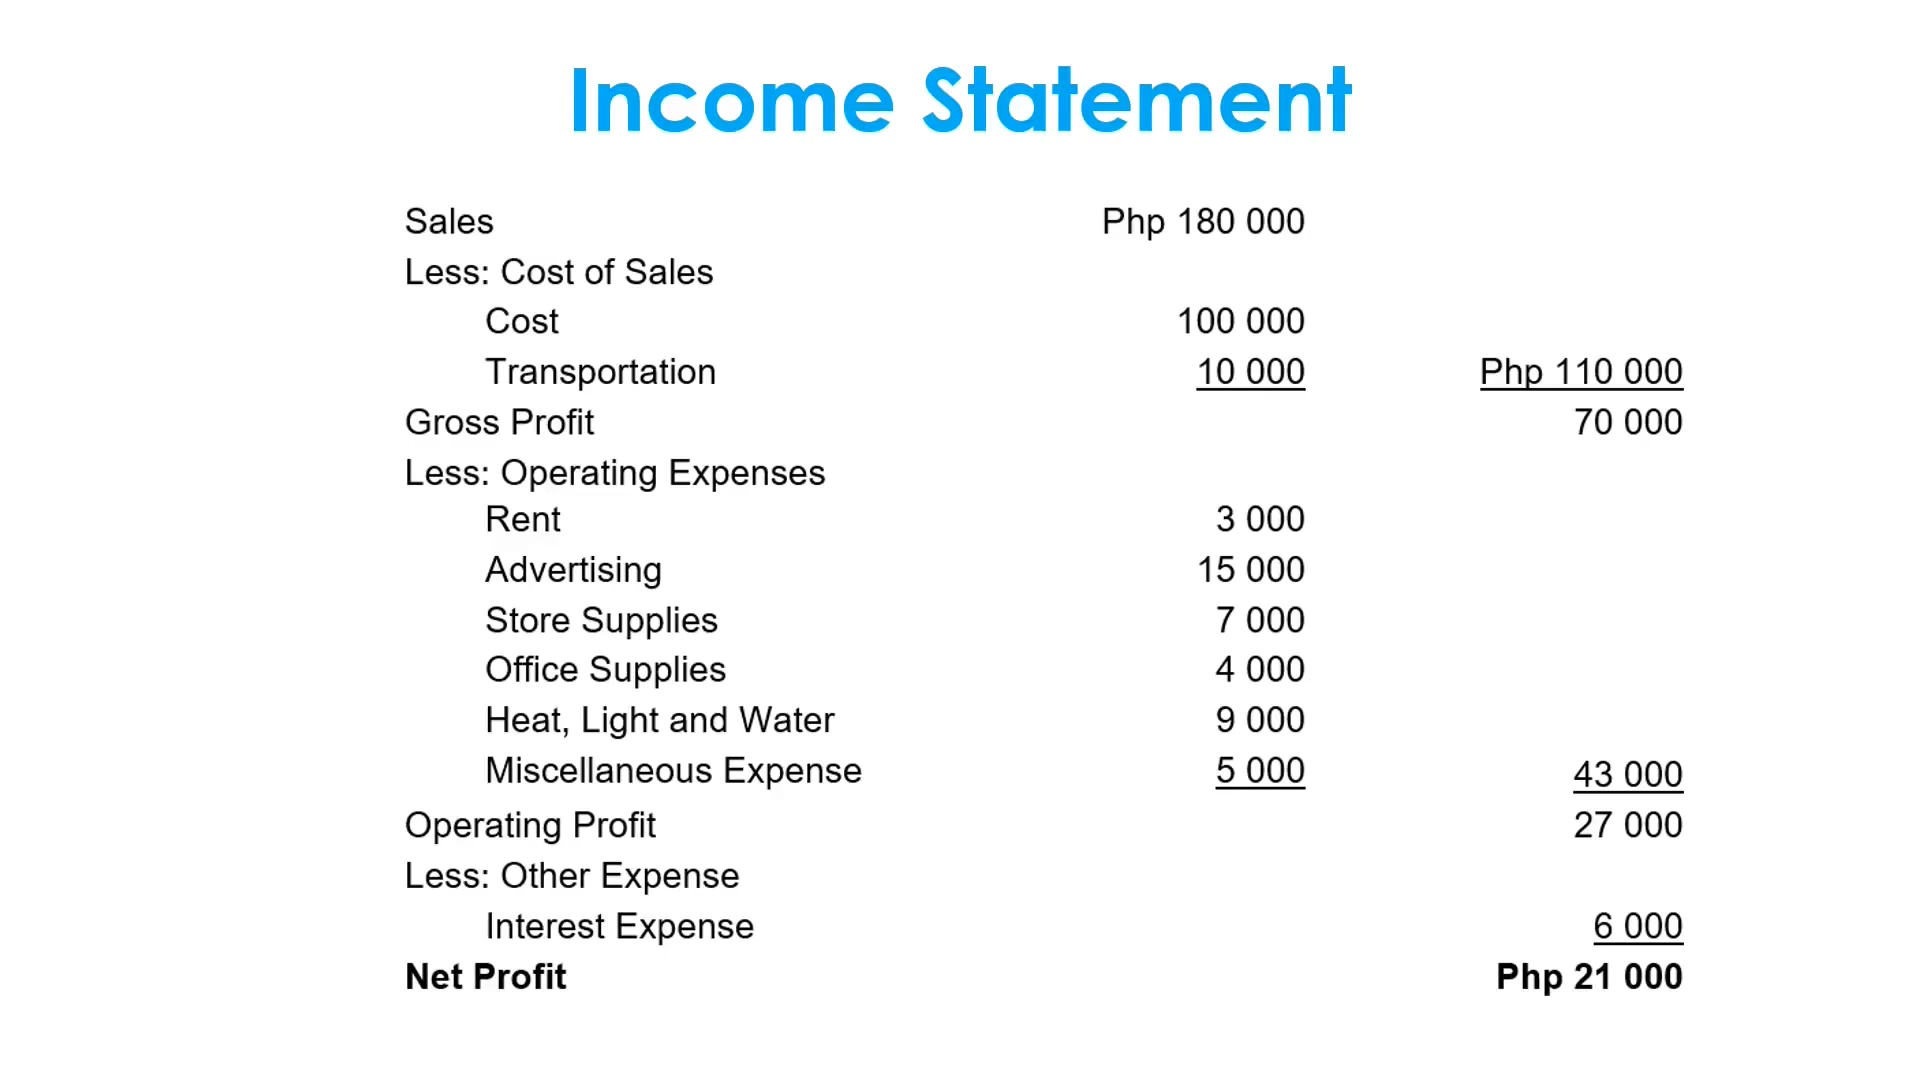 Income Statement
Sales Php 180 000
Less: Cost of Sales
Cost 100 000
Transportation 10 000 Php 110 000
Gross Profit 70 000
Less: Operating Expenses
Rent 3 000
Advertising 15 000
Store Supplies 7 000
Office Supplies 4 000
Heat, Light and Water 9 000
Miscellaneous Expense 5 000 43 000
Operating Profit 27 000
Less: Other Expense
Interest Expense 6 000
Net Profit Php 21 000